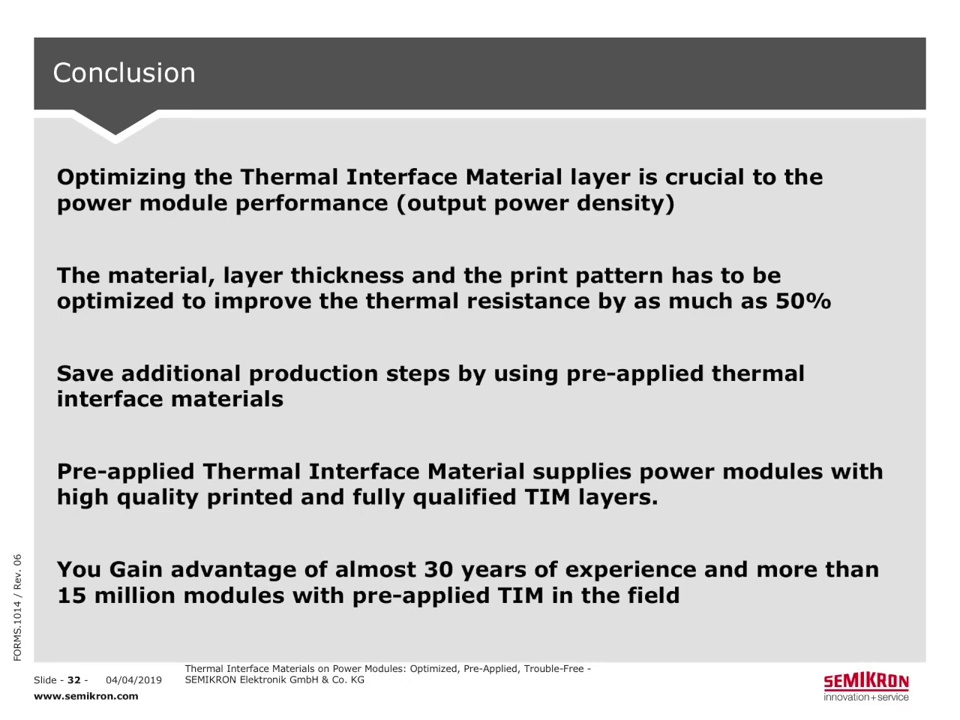 Conclusion
Optimizing the Thermal Interface Material layer is crucial to the
power module performance (output power density)
The material, layer thickness and the print pattern has to be
optimized to improve the thermal resistance by as much as 50%
Save additional production steps by using pre-applied thermal
interface materials
Pre-applied Thermal Interface Material supplies power modules with
high quality printed and fully qualified TIM layers.
You Gain advantage of almost 30 years of experience and more than
15 million modules with pre-applied TIM in the field
FORMS.1014 / Rev. 06
Thermal Interface Materials on Power Modules: Optimized, Pre-Applied, Trouble-Free -
Slide - 32 - 04/04/2019 SEMIKRON Elektronik GmbH & Co. KG
www.semikron.com
SEMIKRON
innovation+service